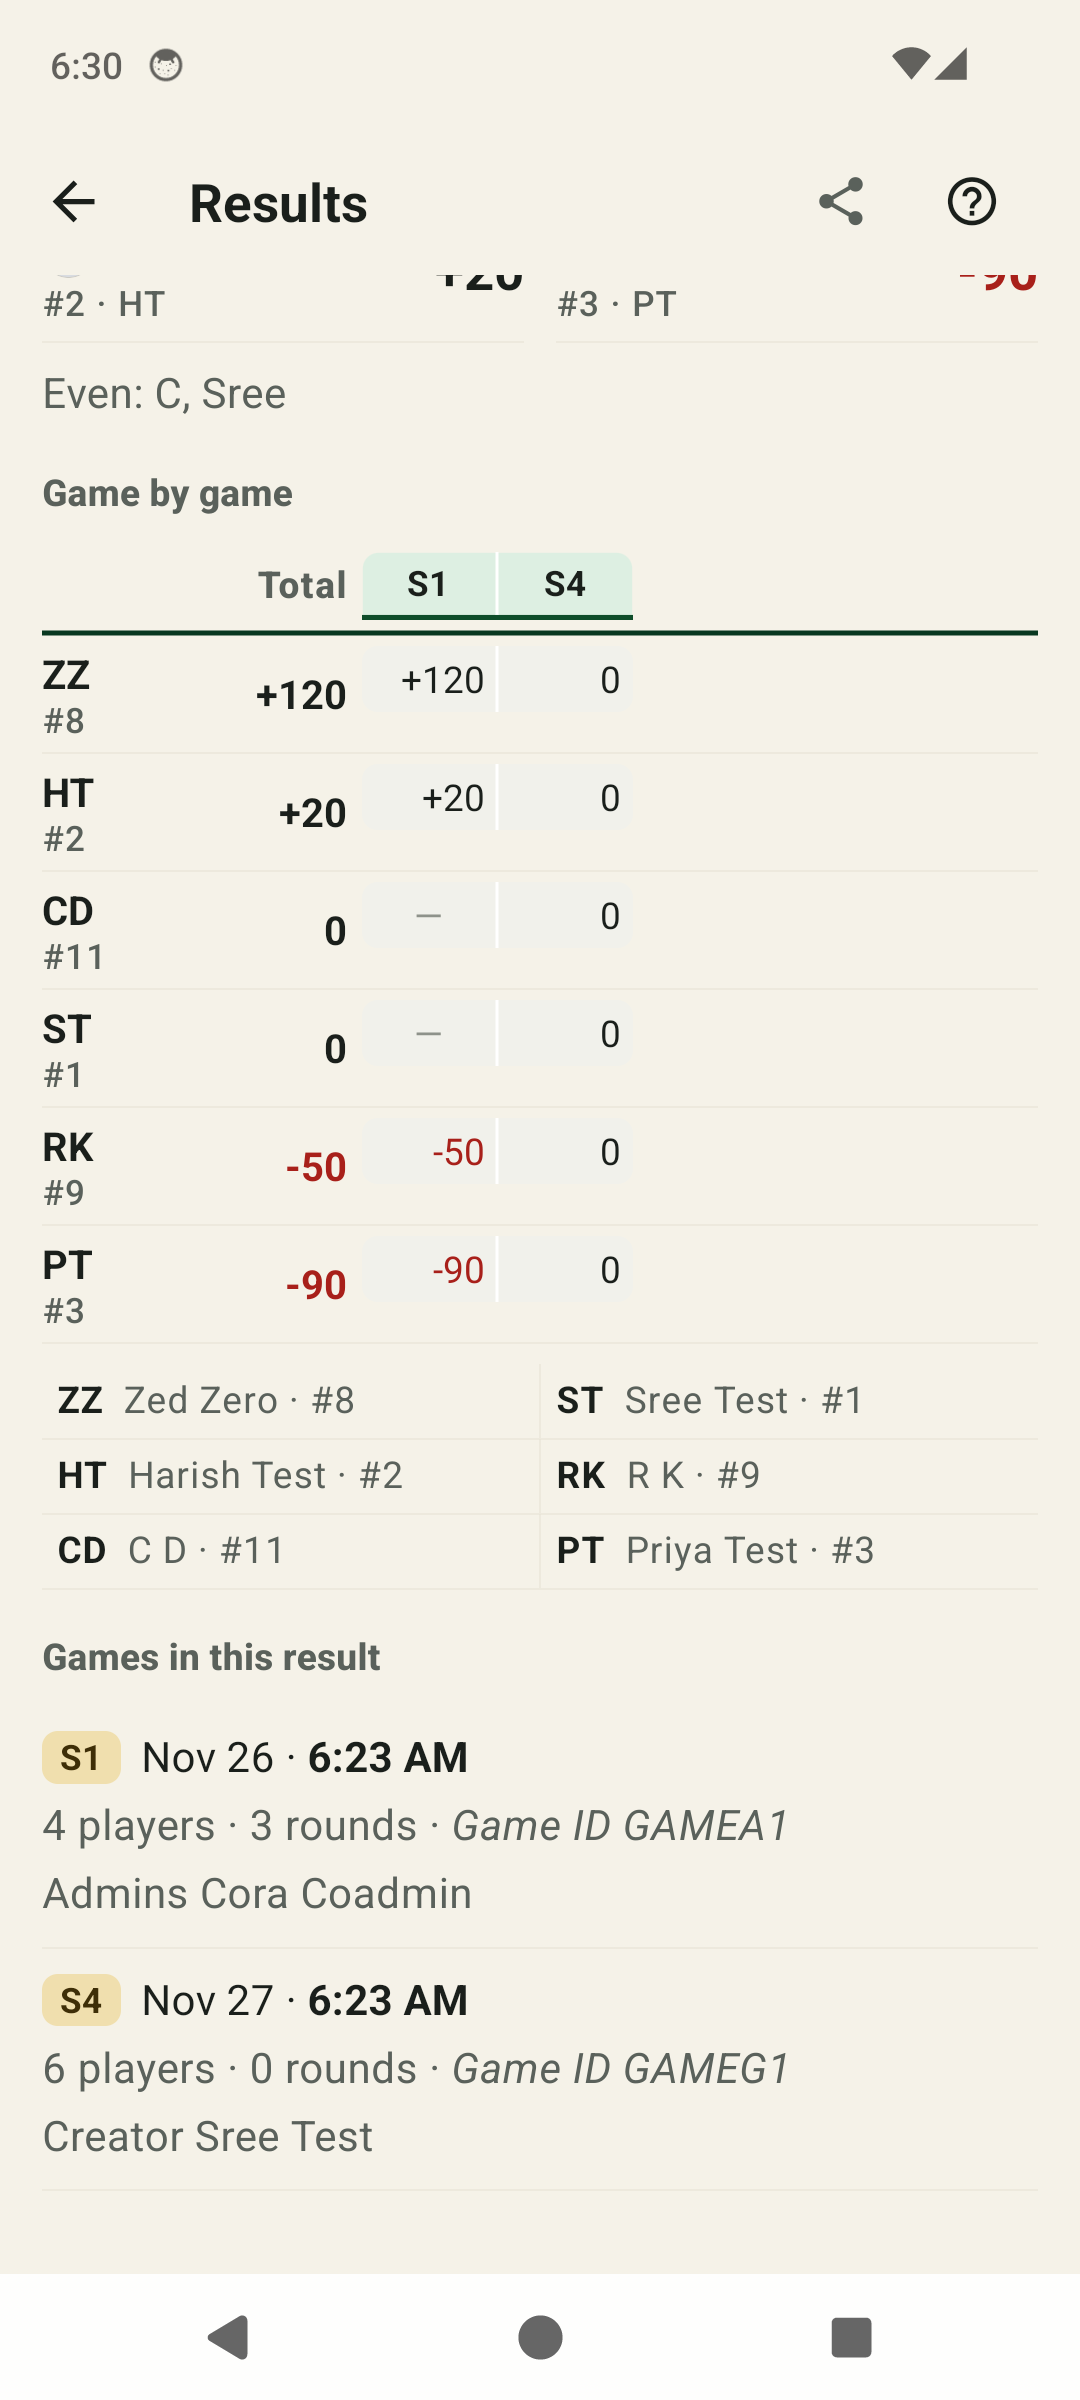 6:30
Results
+20 -90
#2 · HT #3 · PT
Even: C, Sree
Game by game
Total S1 S4
ZZ +120 +120 0
#8
HT +20 +20 0
#2
CD 0 — 0
#11
ST 0 — 0
#1
RK -50 -50 0
#9
PT -90 -90 0
#3
ZZ Zed Zero · #8 ST Sree Test · #1
HT Harish Test · #2 RK R K · #9
CD C D · #11 PT Priya Test · #3
Games in this result
S1 Nov 26 · 6:23 AM
4 players · 3 rounds · Game ID GAMEA1
Admins Cora Coadmin
S4 Nov 27 · 6:23 AM
6 players · 0 rounds · Game ID GAMEG1
Creator Sree Test